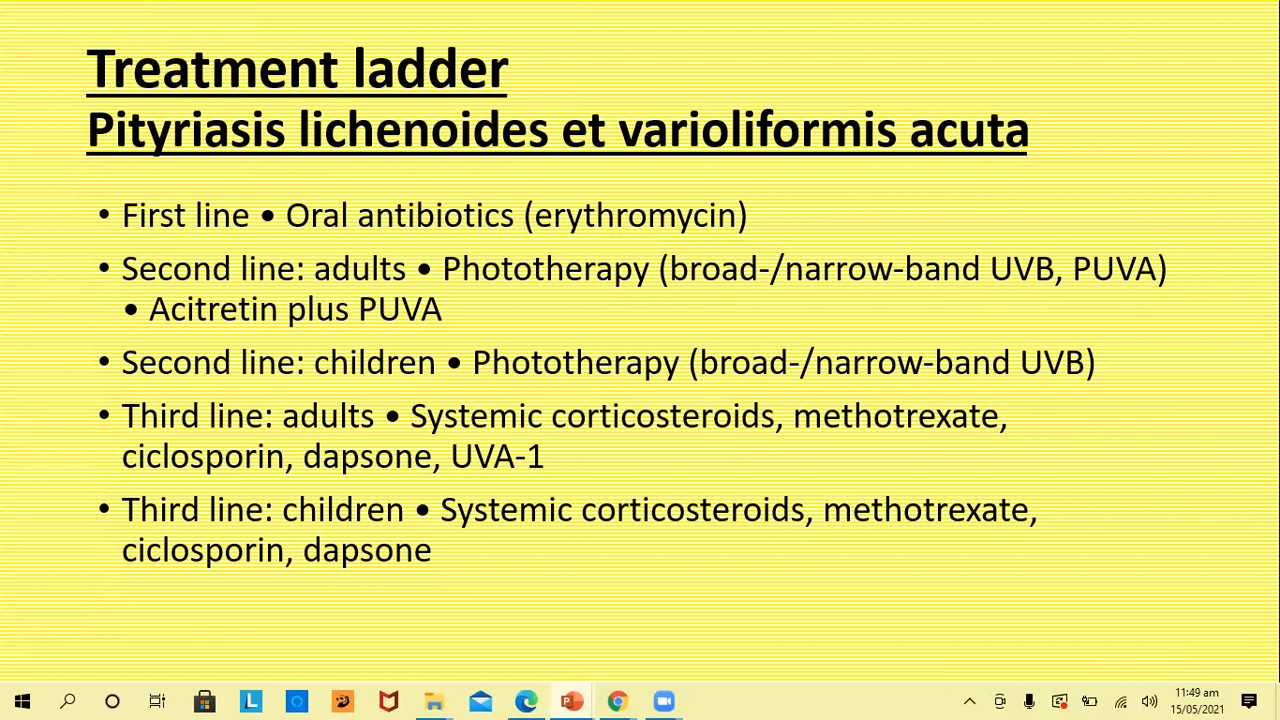 Treatment ladder
Pityriasis lichenoides et varioliformis acuta
• First line • Oral antibiotics (erythromycin)
• Second line: adults • Phototherapy (broad-/narrow-band UVB, PUVA)
• Acitretin plus PUVA
• Second line: children • Phototherapy (broad-/narrow-band UVB)
• Third line: adults • Systemic corticosteroids, methotrexate,
ciclosporin, dapsone, UVA-1
• Third line: children • Systemic corticosteroids, methotrexate,
ciclosporin, dapsone
L
11:49 am
15/05/2021